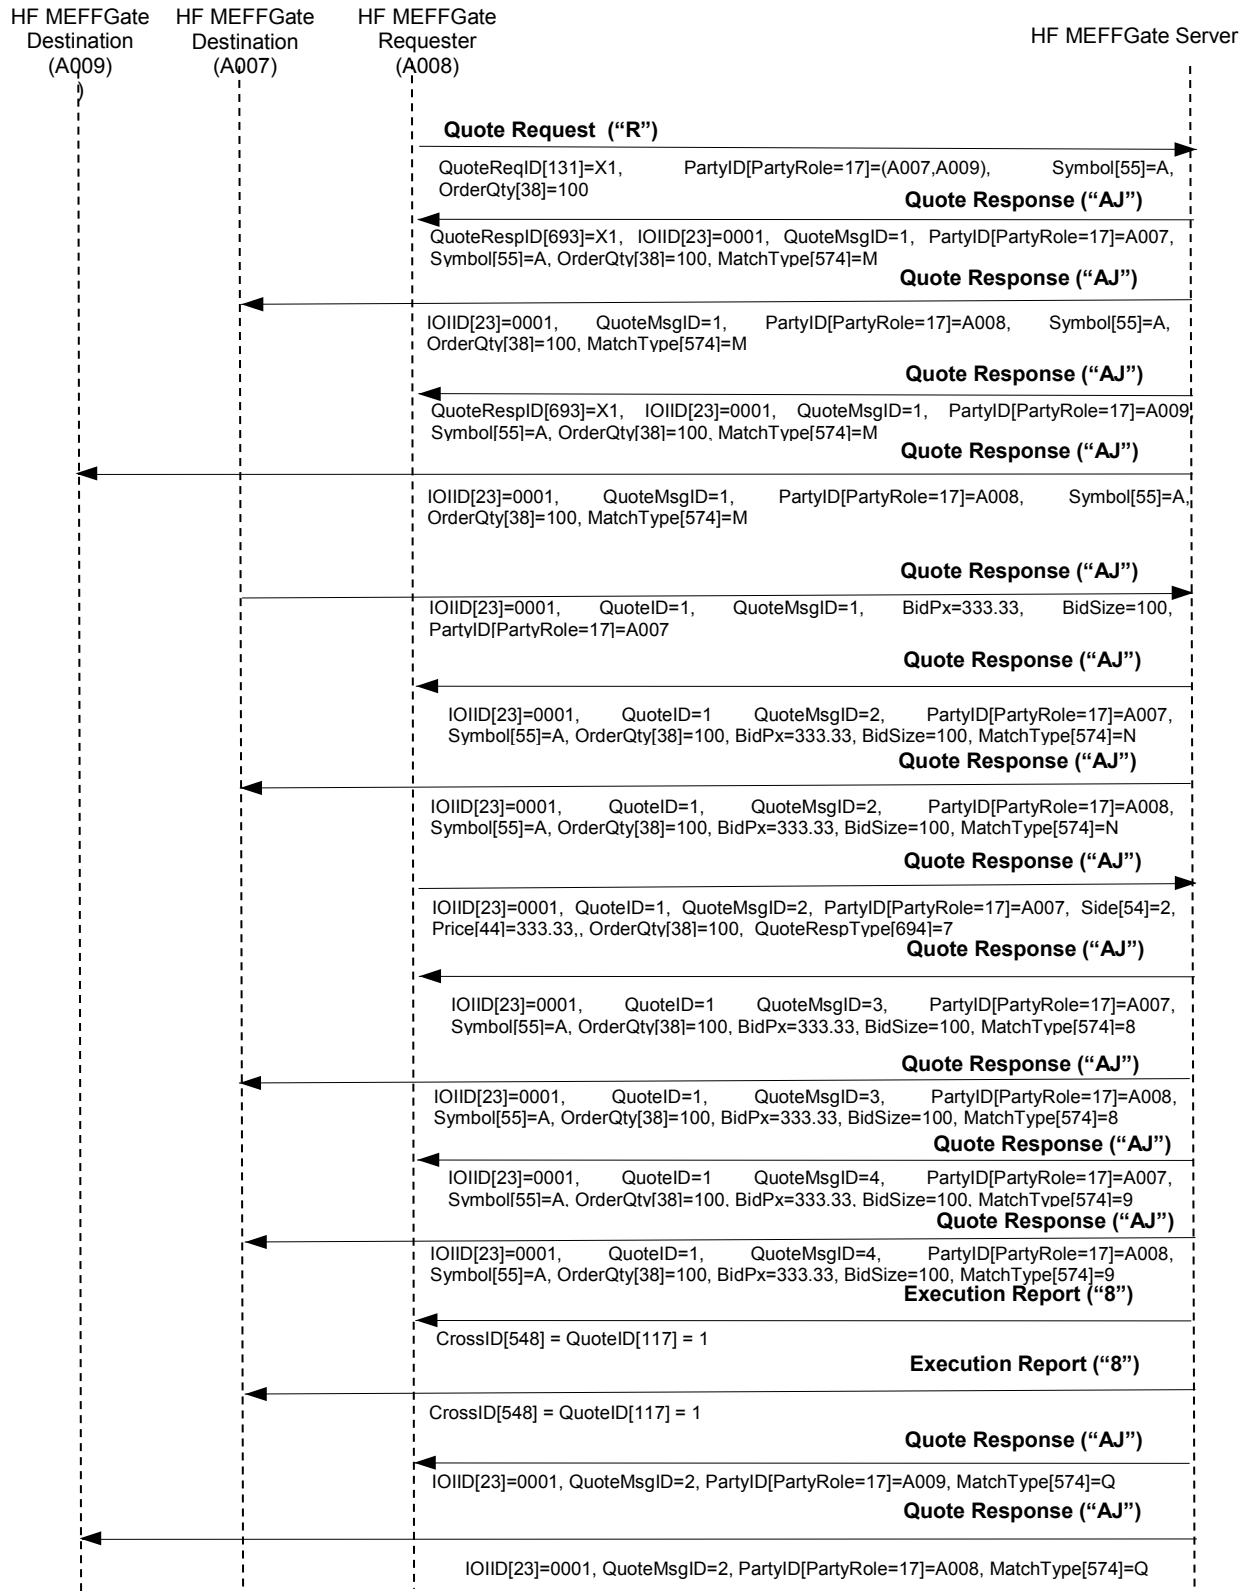 HF MEFFGate
Destination
(A009)
)
HF MEFFGate
Destination
(A007)
HF MEFFGate
Requester
(A008)
HF MEFFGate Server
Quote Request ("R")
QuoteReqID[131]=X1, PartyID[PartyRole=17]=(A007,A009), Symbol[55]=A,
OrderQty[38]=100
Quote Response (“AJ”)
QuoteRespID[693]=X1, IOIID[23]=0001, QuoteMsgID=1, PartyID[PartyRole=17]=A007,
Symbol[55]=A, OrderQty[38]=100, MatchType[574]=M
Quote Response (“AJ”)
IOIID[23]=0001, QuoteMsgID=1, PartyID[PartyRole=17]=A008, Symbol[55]=A,
OrderQty[38]=100, MatchType[574]=M
Quote Response (“AJ”)
QuoteRespID[693]=X1, IOIID[23]=0001, QuoteMsgID=1, PartyID[PartyRole=17]=A009
Symbol[55]=A, OrderQty[38]=100, MatchType[574]=M
Quote Response (“AJ”)
IOIID[23]=0001, QuoteMsgID=1, PartyID[PartyRole=17]=A008, Symbol[55]=A,
OrderQty[38]=100, MatchType[574]=M
Quote Response (“AJ”)
IOIID[23]=0001, QuoteID=1, QuoteMsgID=1, BidPx=333.33, BidSize=100,
PartyID[PartyRole=17]=A007
Quote Response (“AJ”)
IOIID[23]=0001, QuoteID=1 QuoteMsgID=2, PartyID[PartyRole=17]=A007,
Symbol[55]=A, OrderQty[38]=100, BidPx=333.33, BidSize=100, MatchType[574]=N
Quote Response (“AJ”)
IOIID[23]=0001, QuoteID=1, QuoteMsgID=2, PartyID[PartyRole=17]=A008,
Symbol[55]=A, OrderQty[38]=100, BidPx=333.33, BidSize=100, MatchType[574]=N
Quote Response (“AJ”)
IOIID[23]=0001, QuoteID=1, QuoteMsgID=2, PartyID[PartyRole=17]=A007, Side[54]=2,
Price[44]=333.33,, OrderQty[38]=100, QuoteRespType[694]=7
Quote Response (“AJ”)
IOIID[23]=0001, QuoteID=1 QuoteMsgID=3, PartyID[PartyRole=17]=A007,
Symbol[55]=A, OrderQty[38]=100, BidPx=333.33, BidSize=100, MatchType[574]=8
Quote Response (“AJ”)
IOIID[23]=0001, QuoteID=1, QuoteMsgID=3, PartyID[PartyRole=17]=A008,
Symbol[55]=A, OrderQty[38]=100, BidPx=333.33, BidSize=100, MatchType[574]=8
Quote Response (“AJ”)
IOIID[23]=0001, QuoteID=1 QuoteMsgID=4, PartyID[PartyRole=17]=A007,
Symbol[55]=A, OrderQty[38]=100, BidPx=333.33, BidSize=100, MatchType[574]=9
Quote Response (“AJ”)
IOIID[23]=0001, QuoteID=1, QuoteMsgID=4, PartyID[PartyRole=17]=A008,
Symbol[55]=A, OrderQty[38]=100, BidPx=333.33, BidSize=100, MatchType[574]=9
Execution Report (“8”)
CrossID[548] = QuoteID[117] = 1
Execution Report (“8”)
CrossID[548] = QuoteID[117] = 1
Quote Response (“AJ”)
IOIID[23]=0001, QuoteMsgID=2, PartyID[PartyRole=17]=A009, MatchType[574]=Q
Quote Response (“AJ”)
IOIID[23]=0001, QuoteMsgID=2, PartyID[PartyRole=17]=A008, MatchType[574]=Q